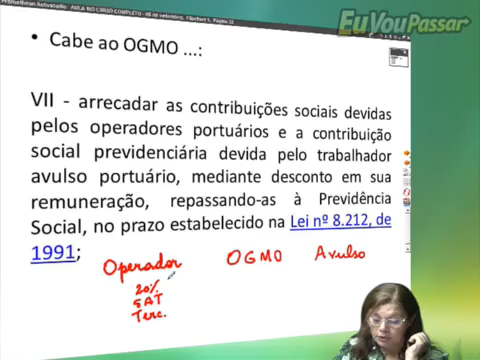 EuVouPassar
• Cabe ao OGMO ...:
VII - arrecadar as contribuições sociais devidas
pelos operadores portuários e a contribuição
social previdenciária devida pelo trabalhador
avulso portuário, mediante desconto em sua
remuneração, repassando-as à Previdência
Social, no prazo estabelecido na Lei nº 8.212, de
1991;
Operador OGMO Avulso
20%
SAT
Terc.